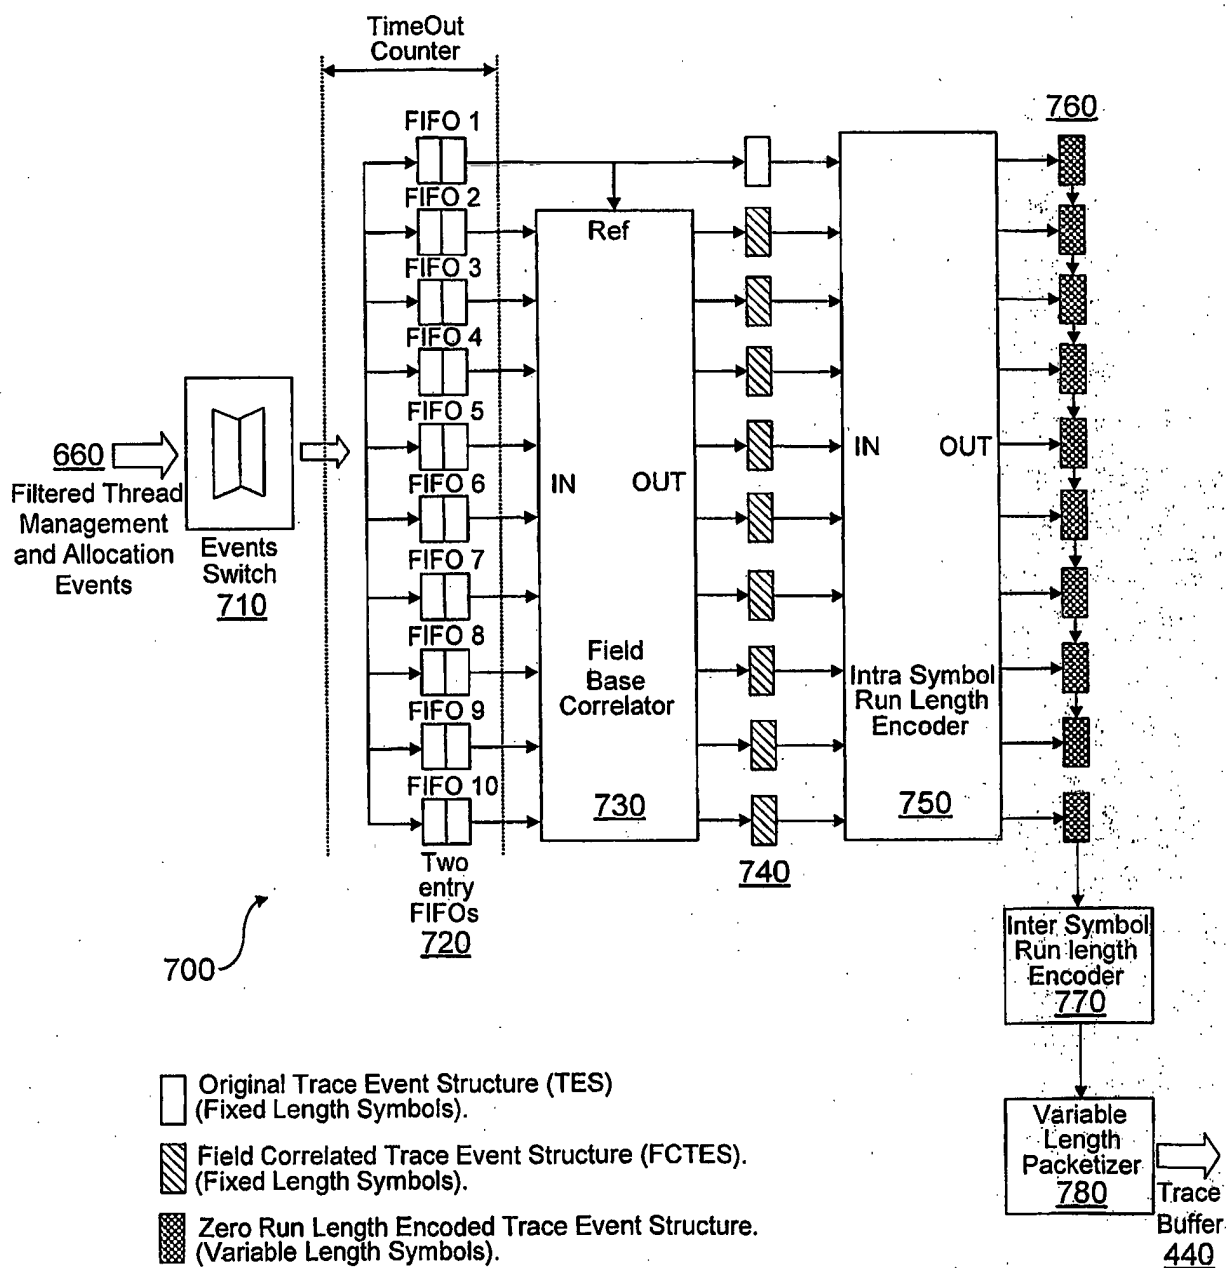 TimeOut
Counter
760
FIFO 1
FIFO 2
Ref
FIFO 3
FIFO 4
FIFO 5
660
Filtered Thread
Management
and Allocation
Events
IN
OUT
FIFO 6
IN
OUT
Events
Switch
710
FIFO 7
FIFO 8
Field
Base
Correlator
Intra Symbol
Run Length
Encoder
FIFO 9
FIFO 10
730
750
Two
entry
FIFOs
720
740
700
Inter Symbol
Run length
Encoder
770
Original Trace Event Structure (TES)
(Fixed Length Symbols).
Variable
Length
Packetizer
780
Field Correlated Trace Event Structure (FCTES).
(Fixed Length Symbols).
Trace
Buffer
440
Zero Run Length Encoded Trace Event Structure.
(Variable Length Symbols).